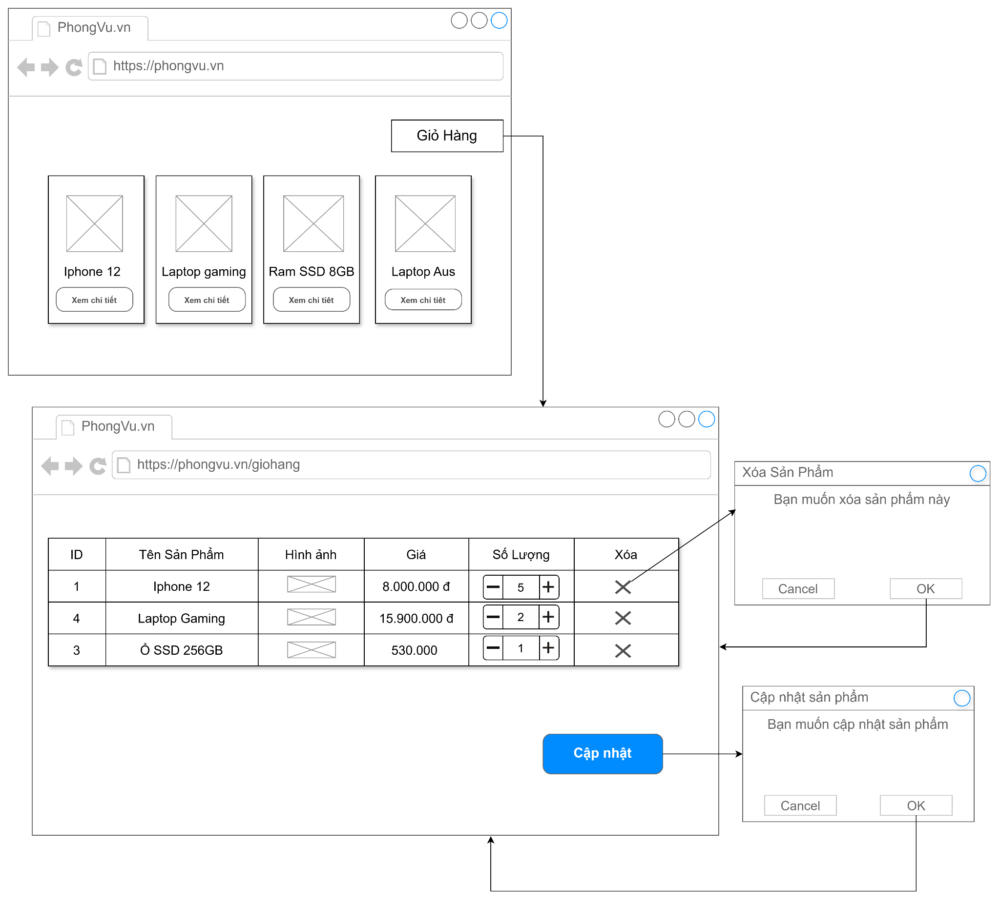 PhongVu.vn
https://phongvu.vn
Giỏ Hàng
Iphone 12
Laptop gaming
Ram SSD 8GB
Laptop Aus
Xem chi tiết
Xem chi tiết
Xem chi tiêt
Xem chi tiêt
PhongVu.vn
https://phongvu.vn/giohang
ID Tên Sản Phẩm Hình ảnh Giá Số Lượng Xóa
1 Iphone 12 8.000.000 đ 5
4 Laptop Gaming 15.900.000 đ 2
3 Ổ SSD 256GB 530.000 1
Cập nhật
Xóa Sản Phẩm
Bạn muốn xóa sản phẩm này
Cancel OK
Cập nhật sản phẩm
Bạn muốn cập nhật sản phẩm
Cancel OK